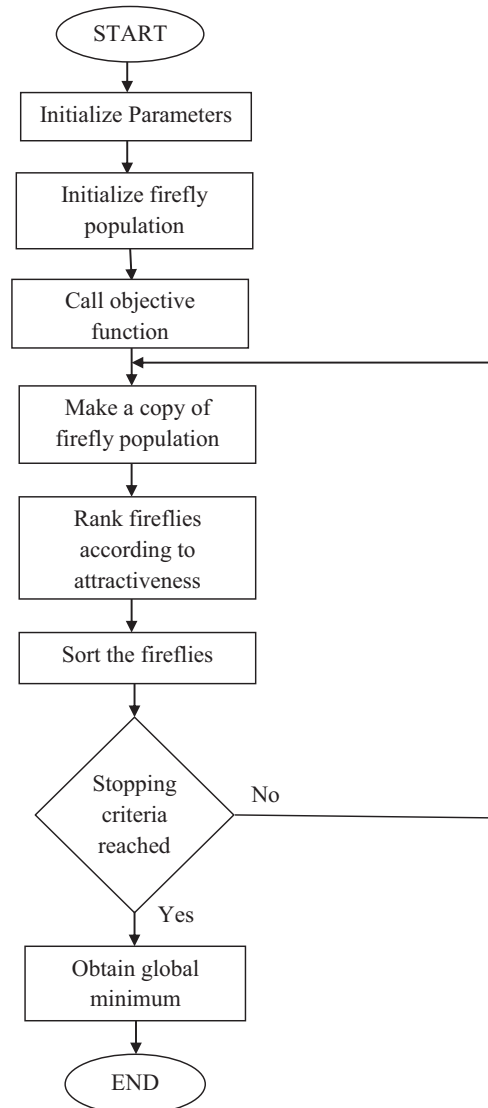 START
Initialize Parameters
Initialize firefly
population
Call objective
function
Make a copy of
firefly population
Rank fireflies
according to
attractiveness
Sort the fireflies
Stopping
criteria
reached
No
Yes
Obtain global
minimum
END